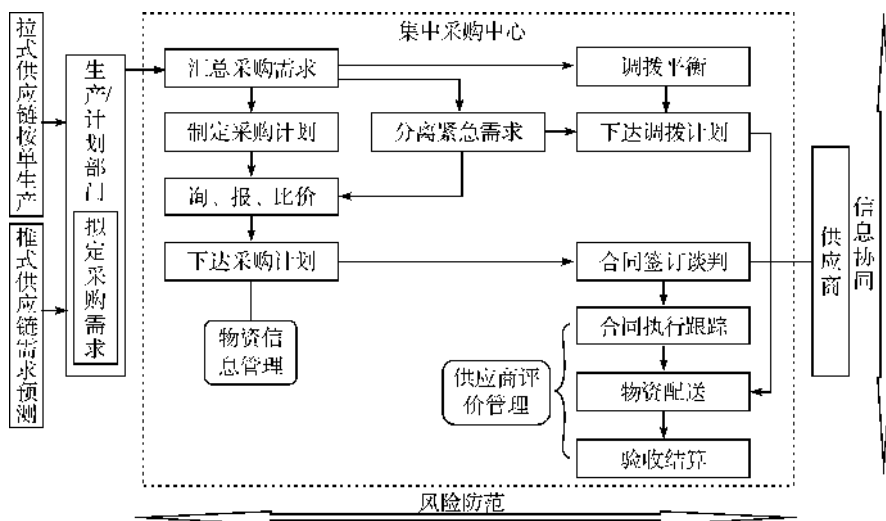 集中采购中心
拉式供应链按单生产
推式供应链需求预测
生产/计划部门
拟定采购需求
汇总采购需求
调拨平衡
制定采购计划
分离紧急需求
下达调拨计划
询、报、比价
下达采购计划
合同签订谈判
物资信
息管理
合同执行跟踪
供应商评
价管理
物资配送
验收结算
供应商
信息协同
风险防范